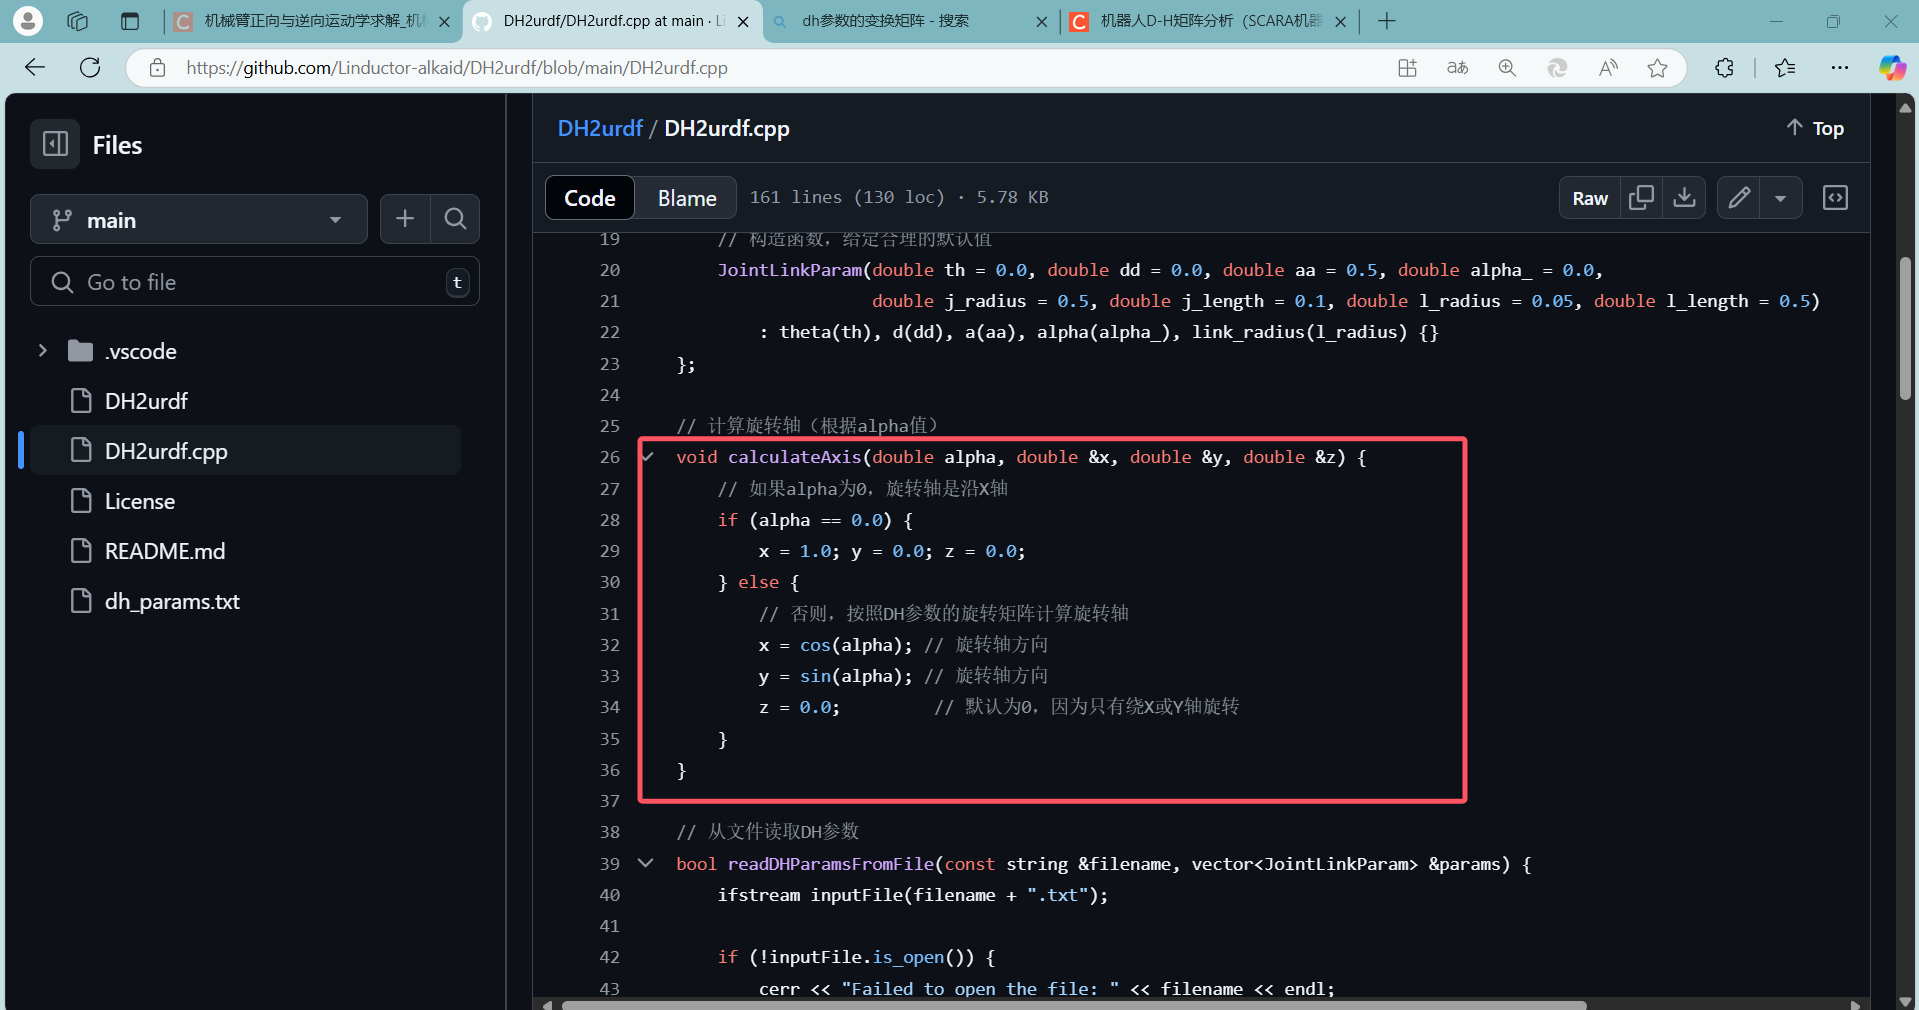 机械臂正向与逆向运动学求解_机
DH2urdf/DH2urdf.cpp at main · Li
dh参数的变换矩阵 - 搜索
机器人D-H矩阵分析（SCARA机器
https://github.com/Linductor-alkaid/DH2urdf/blob/main/DH2urdf.cpp
Files
main
Go to file
t
.vscode
DH2urdf
DH2urdf.cpp
License
README.md
dh_params.txt
DH2urdf / DH2urdf.cpp
Top
Code
Blame
161 lines (130 loc) · 5.78 KB
Raw
19 // 构造函数，给定合理的默认值
20 JointLinkParam(double th = 0.0, double dd = 0.0, double aa = 0.5, double alpha_ = 0.0,
21 double j_radius = 0.5, double j_length = 0.1, double l_radius = 0.05, double l_length = 0.5)
22 : theta(th), d(dd), a(aa), alpha(alpha_), link_radius(l_radius) {}
23 };
24
25 // 计算旋转轴（根据alpha值）
26 void calculateAxis(double alpha, double &x, double &y, double &z) {
27 // 如果alpha为0，旋转轴是沿X轴
28 if (alpha == 0.0) {
29 x = 1.0; y = 0.0; z = 0.0;
30 } else {
31 // 否则，按照DH参数的旋转矩阵计算旋转轴
32 x = cos(alpha); // 旋转轴方向
33 y = sin(alpha); // 旋转轴方向
34 z = 0.0; // 默认为0，因为只有绕X或Y轴旋转
35 }
36 }
37
38 // 从文件读取DH参数
39 bool readDHParamsFromFile(const string &filename, vector<JointLinkParam> &params) {
40 ifstream inputFile(filename + ".txt");
41
42 if (!inputFile.is_open()) {
43 cerr << "Failed to open the file: " << filename << endl;